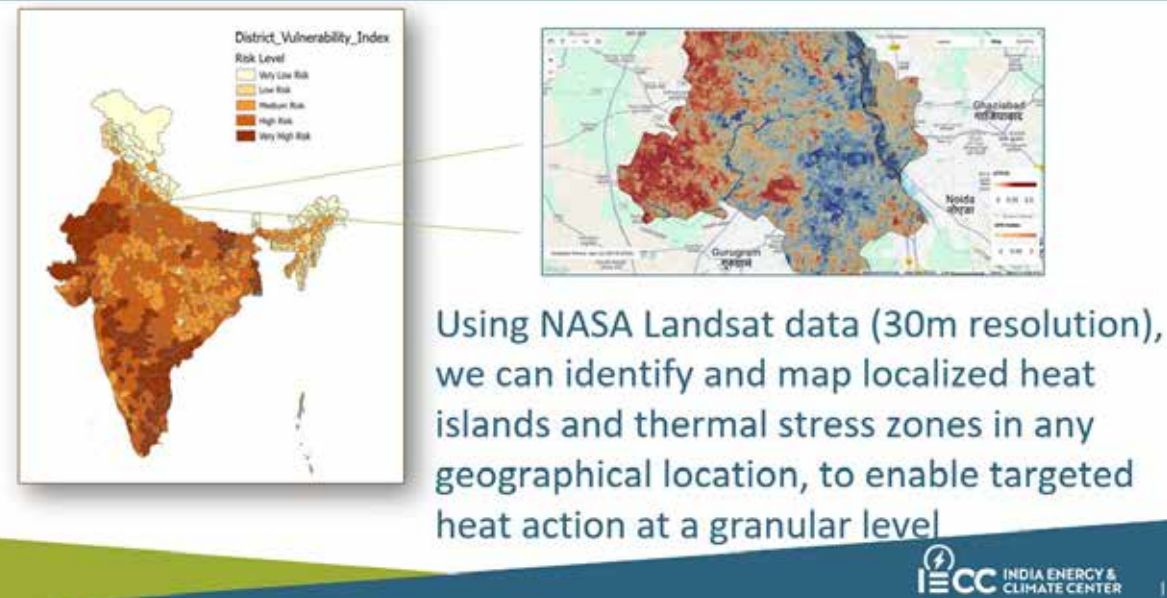 District_Vulnerability_Index
Risk Level
Very Low Risk
Low Risk
Medium Risk
High Risk
Very High Risk
Ghaziabad
गाज़ियाबाद
Noida
नोएडा
Gurugram
गुरुग्राम
Using NASA Landsat data (30m resolution),
we can identify and map localized heat
islands and thermal stress zones in any
geographical location, to enable targeted
heat action at a granular level
IECC INDIA ENERGY &
CLIMATE CENTER